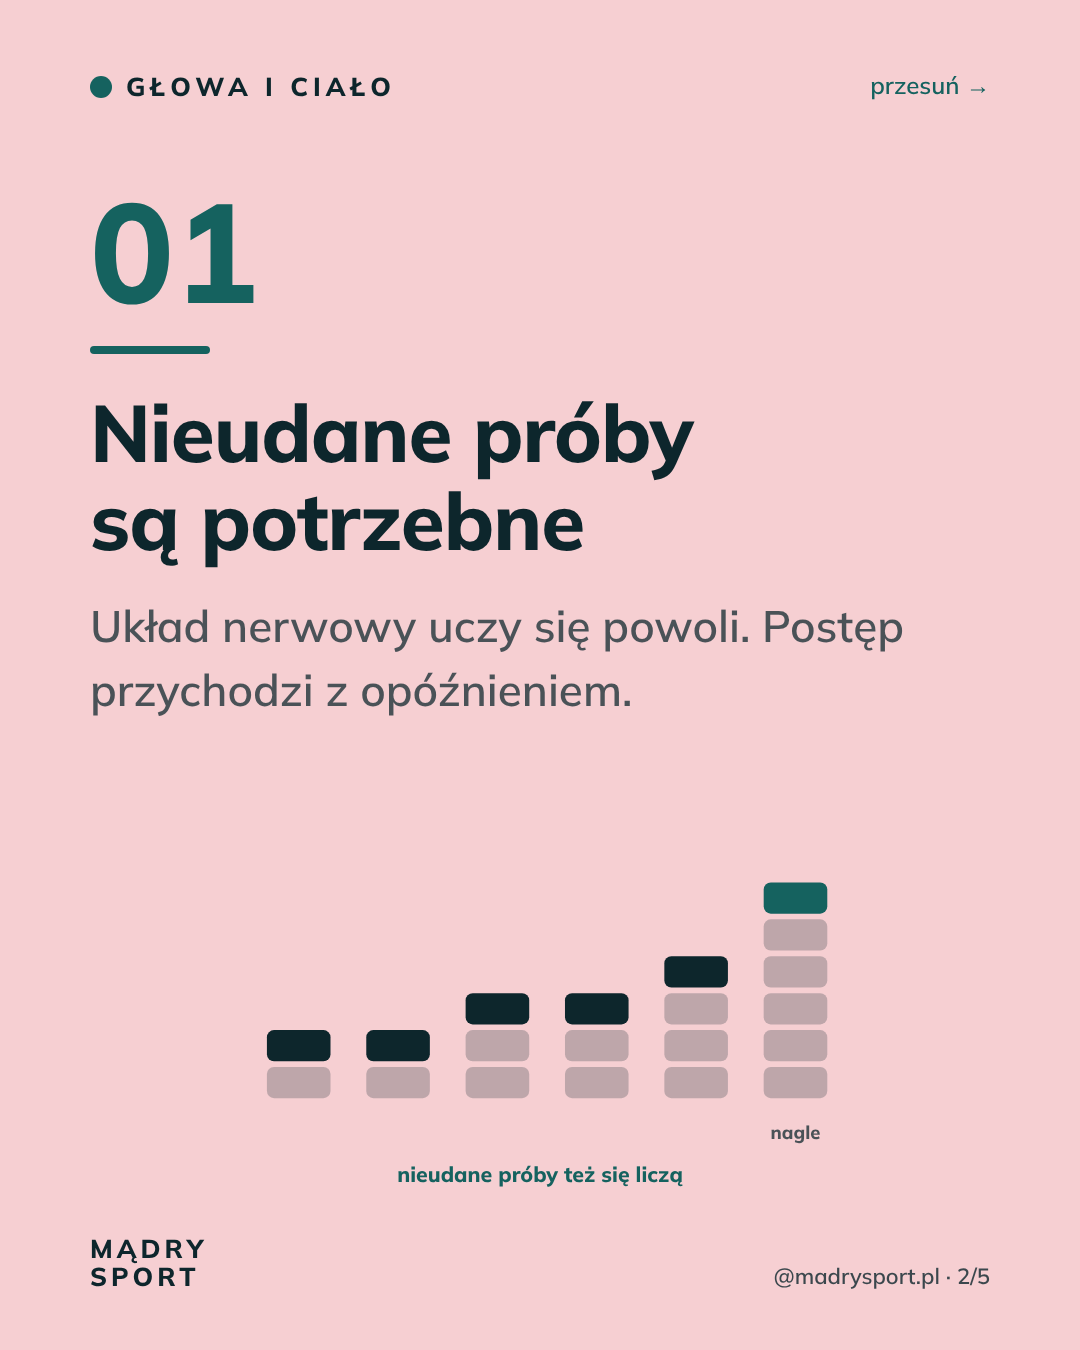 GŁOWA I CIAŁO
przesuń →
01
Nieudane próby
są potrzebne
Układ nerwowy uczy się powoli. Postęp
przychodzi z opóźnieniem.
nagle
nieudane próby też się liczą
MĄDRY
SPORT
@madrysport.pl · 2/5